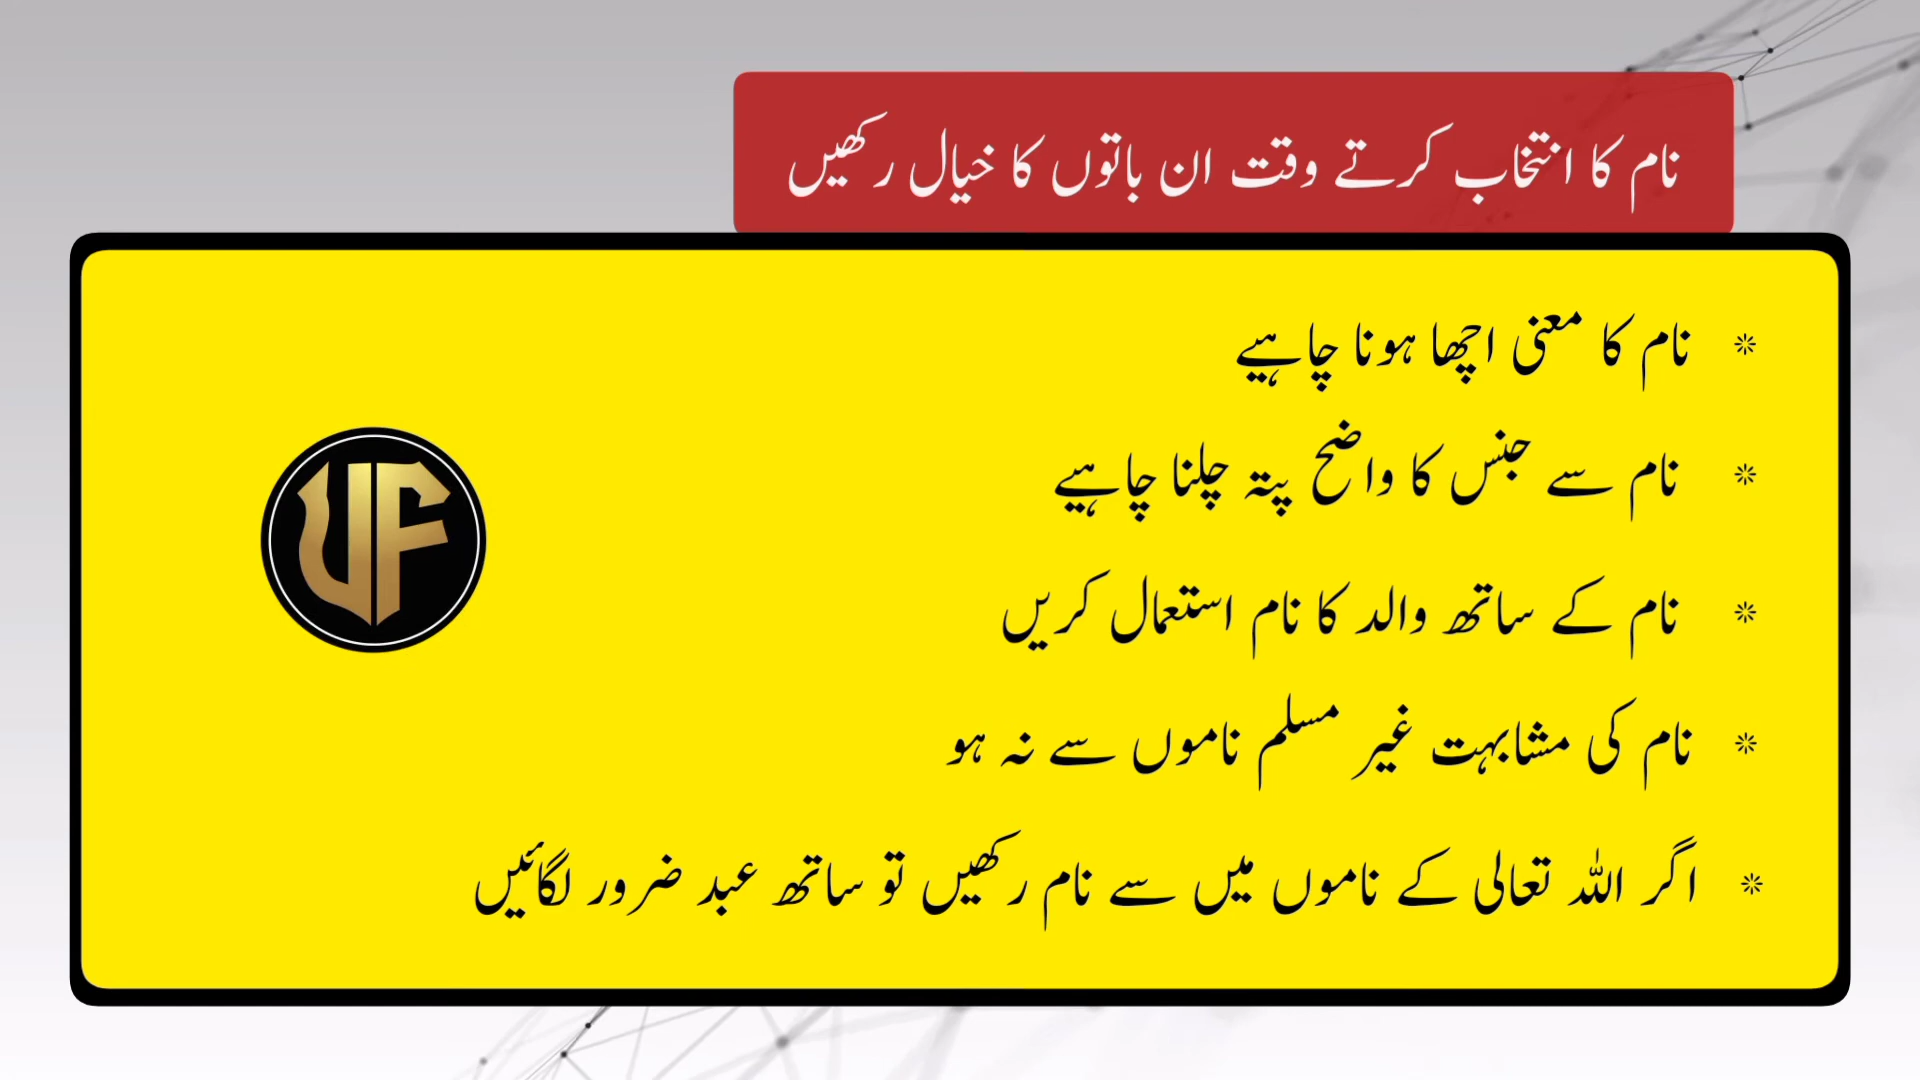 نام کا انتخاب کرتے وقت ان باتوں کا خیال رکھیں
نام کا معنی اچھا ہونا چاہیے
نام سے جنس کا واضح پتہ چلنا چاہیے
نام کے ساتھ والد کا نام استعمال کریں
نام کی مشابہت غیر مسلم ناموں سے نہ ہو
اگر اللہ تعالی کے ناموں میں سے نام رکھیں تو ساتھ عبد ضرور لگائیں
UF